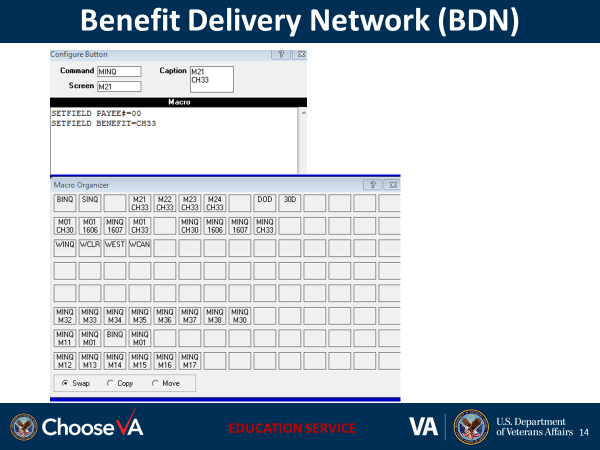 Benefit Delivery Network (BDN)
Configure Button
Command MINQ Caption M21
CH33
Screen M21
Macro
SETFIELD PAYEE#=00
SETFIELD BENEFIT=CH33
Macro Organizer
BINQ SINQ M21 M22 M23 M24 DOD 30D
CH33 CH33 CH33 CH33
M01 M01 MINQ M01 MINQ MINQ MINQ MINQ
CH30 1606 1607 CH33 CH30 1606 1607 CH33
WINQ WCLR WEST WCAN
MINQ MINQ MINQ MINQ MINQ MINQ MINQ MINQ
M32 M33 M34 M35 M36 M37 M38 M30
MINQ MINQ BINQ MINQ
M11 M01 M01
MINQ MINQ MINQ MINQ MINQ MINQ
M12 M13 M14 M15 M16 M17
Swap Copy Move
ChooseVA
EDUCATION SERVICE
VA
U.S. Department
of Veterans Affairs
14